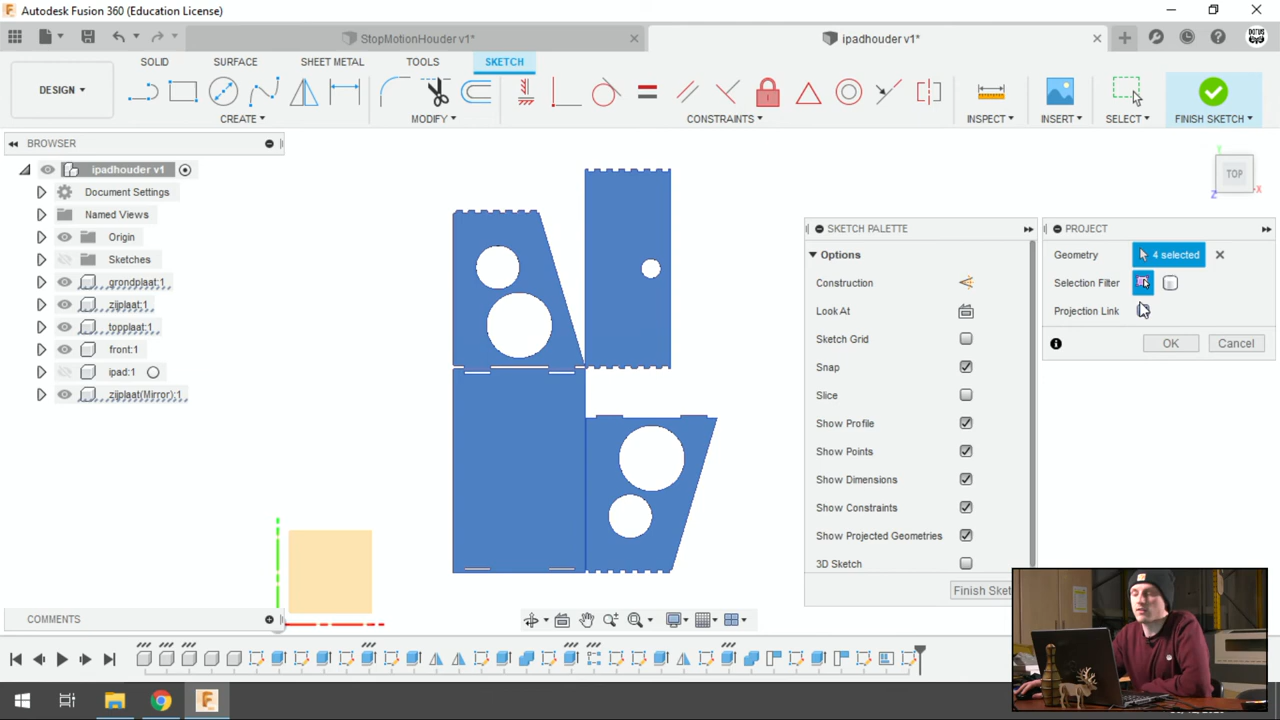 Autodesk Fusion 360 (Education License)
StopMotionHouder v1*
ipadhouder v1*
SOLID
SURFACE
SHEET METAL
TOOLS
SKETCH
DESIGN
CREATE
MODIFY
CONSTRAINTS
INSPECT
INSERT
SELECT
FINISH SKETCH
BROWSER
ipadhouder v1
Document Settings
Named Views
Origin
Sketches
grondplaat:1
zijplaat:1
topplaat:1
front:1
ipad:1
zijplaat(Mirror):1
TOP
Y
X
Z
SKETCH PALETTE
Options
Construction
Look At
Sketch Grid
Snap
Slice
Show Profile
Show Points
Show Dimensions
Show Constraints
Show Projected Geometries
3D Sketch
Finish Sket
PROJECT
Geometry
4 selected
Selection Filter
Projection Link
OK
Cancel
COMMENTS